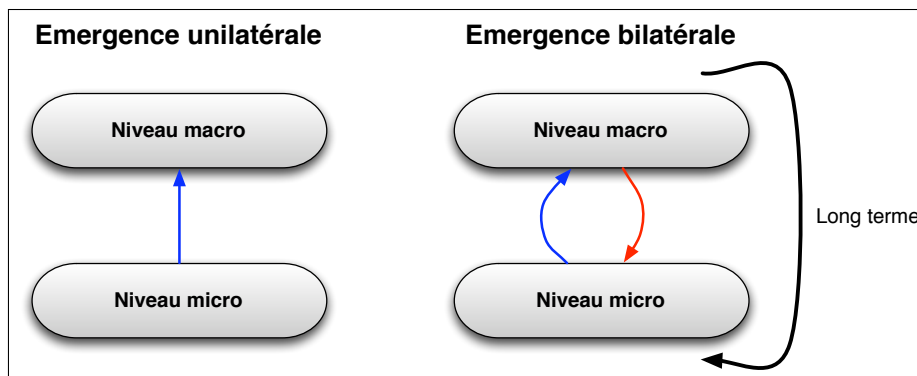 Emergence unilatérale
Niveau macro
Niveau micro
Emergence bilatérale
Niveau macro
Niveau micro
Long terme